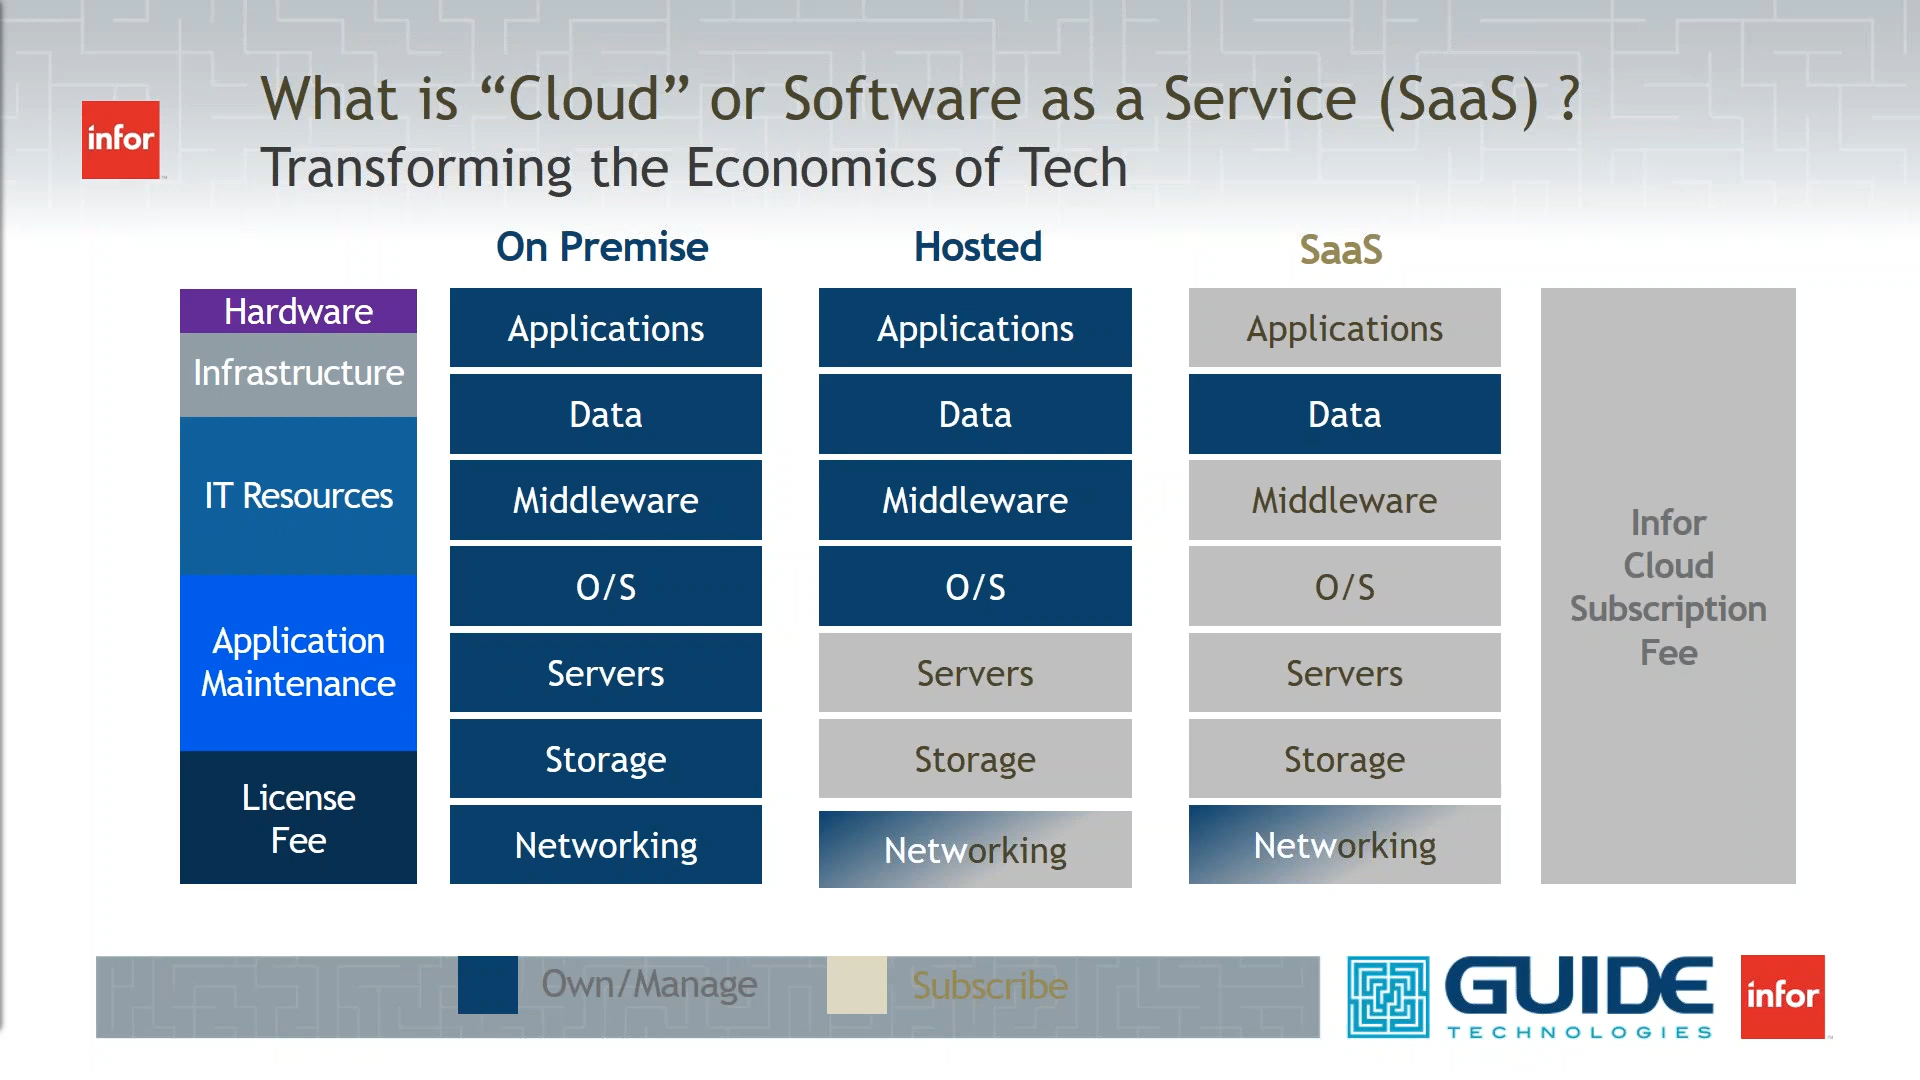 What is “Cloud” or Software as a Service (SaaS) ?
infor
Transforming the Economics of Tech
On Premise
Hosted
SaaS
Hardware
Infrastructure
IT Resources
Application
Maintenance
License
Fee
Applications
Data
Middleware
O/S
Servers
Storage
Networking
Applications
Data
Middleware
O/S
Servers
Storage
Networking
Applications
Data
Middleware
O/S
Servers
Storage
Networking
Infor
Cloud
Subscription
Fee
Own/Manage
Subscribe
GUIDE
TECHNOLOGIES
infor